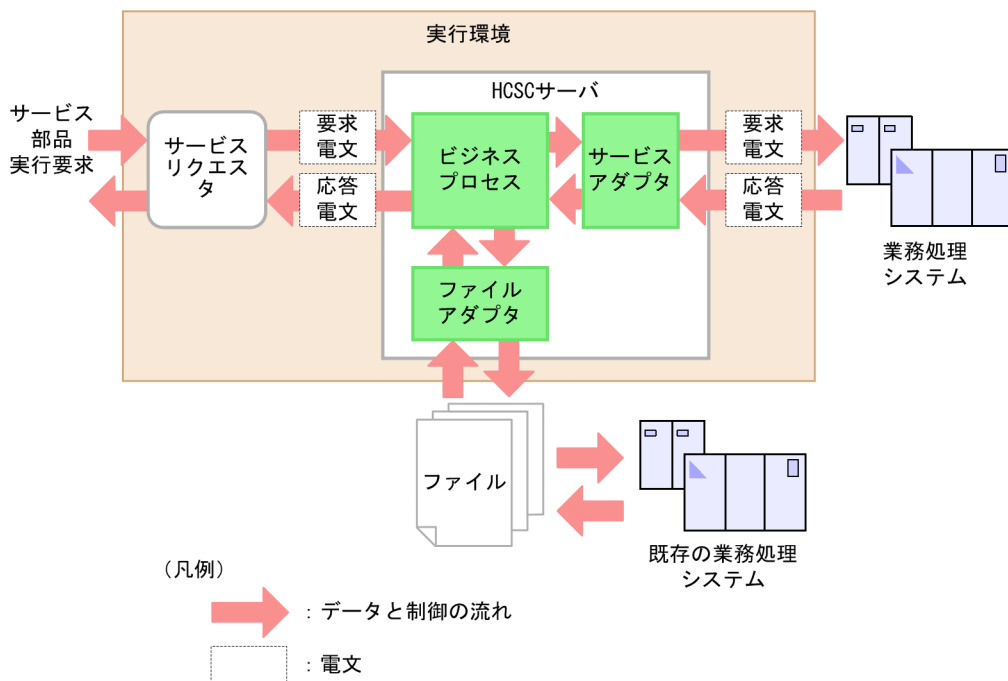 実行環境
HCSCサーバ
サービス
部品
実行要求
サービス
リクエス
タ
要求
電文
応答
電文
ビジネス
プロセス
サービス
アダプタ
要求
電文
応答
電文
業務処理
システム
ファイル
アダプタ
ファイル
既存の業務処理
システム
（凡例）
：データと制御の流れ
：電文